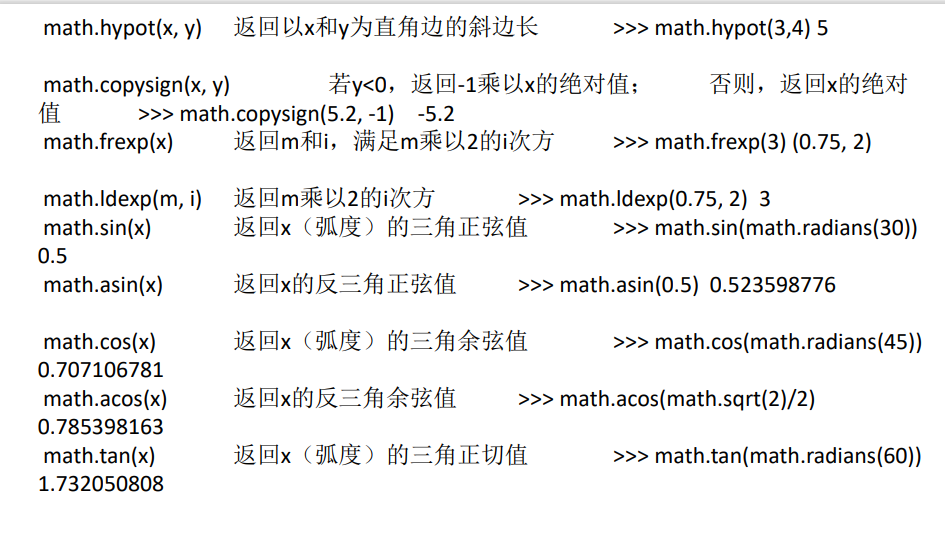 math.hypot(x, y) 返回以x和y为直角边的斜边长 >>> math.hypot(3,4) 5
math.copysign(x, y) 若y<0，返回-1乘以x的绝对值； 否则，返回x的绝对
值 >>> math.copysign(5.2, -1) -5.2
math.frexp(x) 返回m和i，满足m乘以2的i次方 >>> math.frexp(3) (0.75, 2)
math.ldexp(m, i) 返回m乘以2的i次方 >>> math.ldexp(0.75, 2) 3
math.sin(x) 返回x（弧度）的三角正弦值 >>> math.sin(math.radians(30))
0.5
math.asin(x) 返回x的反三角正弦值 >>> math.asin(0.5) 0.523598776
math.cos(x) 返回x（弧度）的三角余弦值 >>> math.cos(math.radians(45))
0.707106781
math.acos(x) 返回x的反三角余弦值 >>> math.acos(math.sqrt(2)/2)
0.785398163
math.tan(x) 返回x（弧度）的三角正切值 >>> math.tan(math.radians(60))
1.732050808